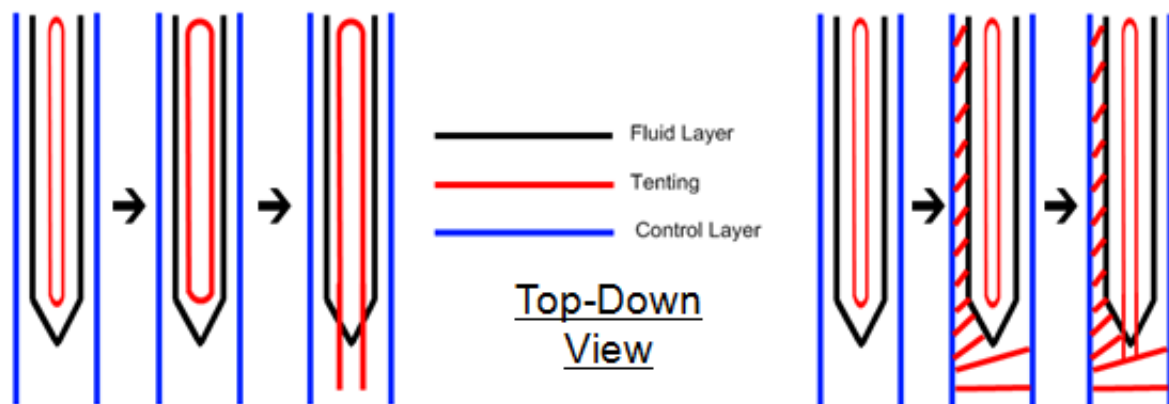 Fluid Layer
Tenting
Control Layer
Top-Down
View